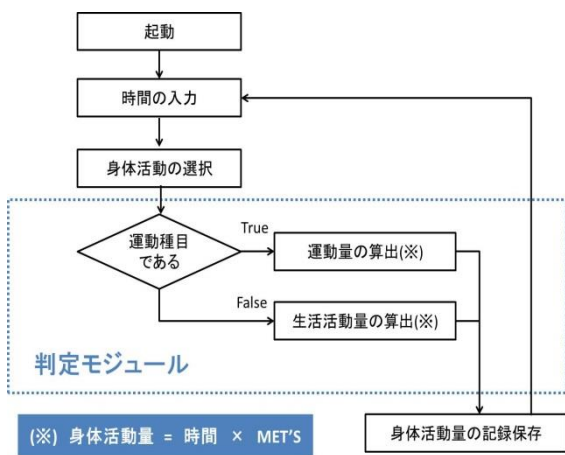 起動
時間の入力
身体活動の選択
運動種目
である
True
運動量の算出(※)
False
生活活動量の算出(※)
判定モジュール
(※) 身体活動量 = 時間 × MET'S
身体活動量の記録保存